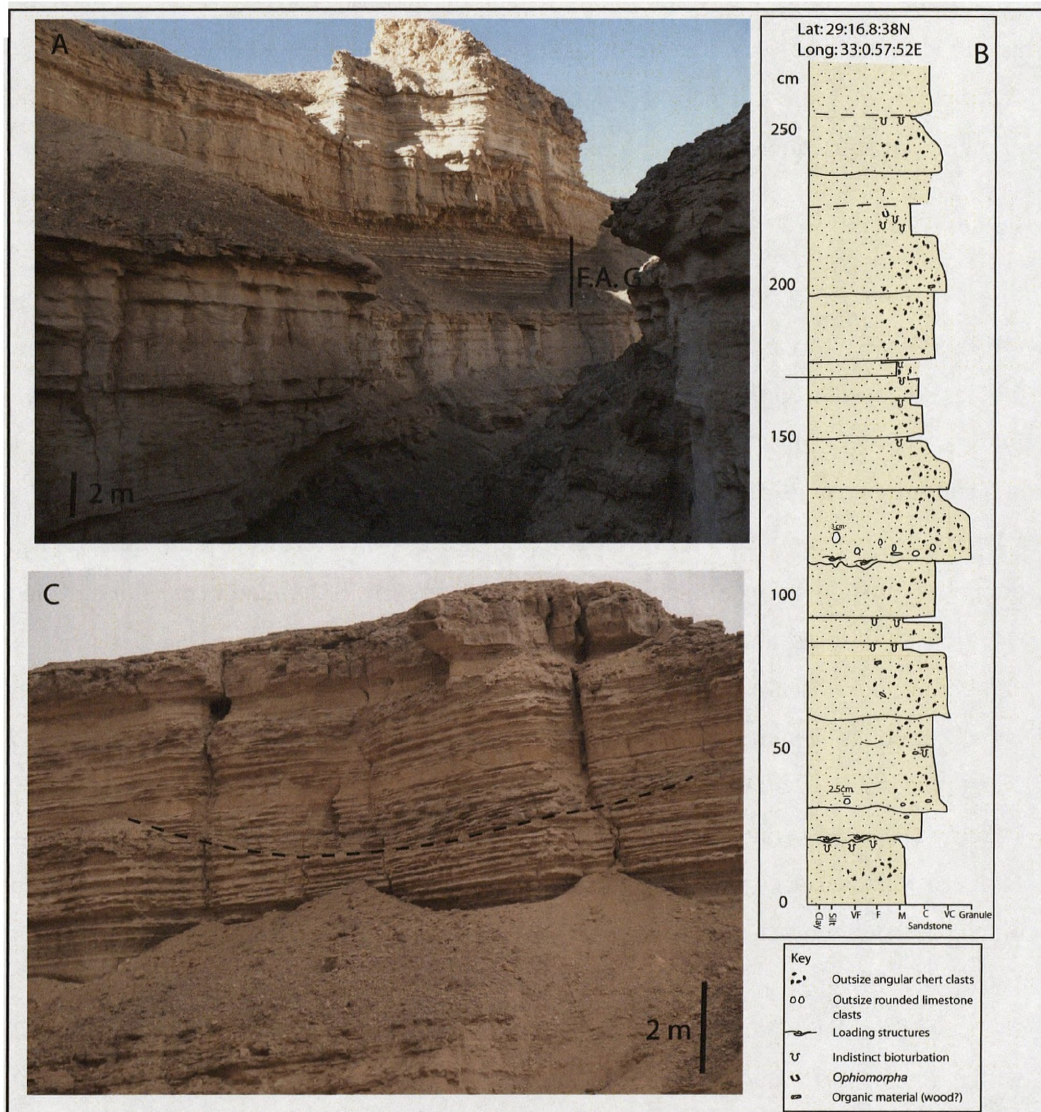 A
F.A. G
2 m
C
2 m
Lat: 29:16.8:38N
Long: 33:0.57:52E
B
cm
250
200
150
1cm
100
50
2.5cm
0
Clay
Silt
VF
F
M
C
VC
Granule
Sandstone
Key
Outsize angular chert clasts
Outsize rounded limestone
clasts
Loading structures
Indistinct bioturbation
Ophiomorpha
Organic material (wood?)